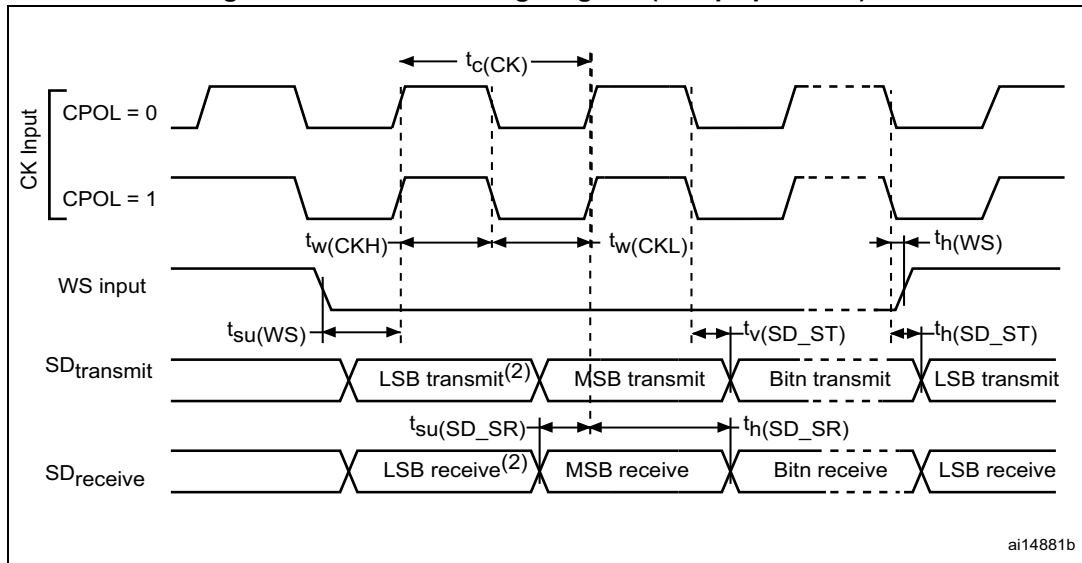 tc(CK)
CK Input
CPOL = 0
CPOL = 1
tw(CKH)
tw(CKL)
th(WS)
WS input
tsu(WS)
tv(SD_ST)
th(SD_ST)
SDtransmit
LSB transmit(2)
MSB transmit
Bitn transmit
LSB transmit
tsu(SD_SR)
th(SD_SR)
SDreceive
LSB receive(2)
MSB receive
Bitn receive
LSB receive
ai14881b